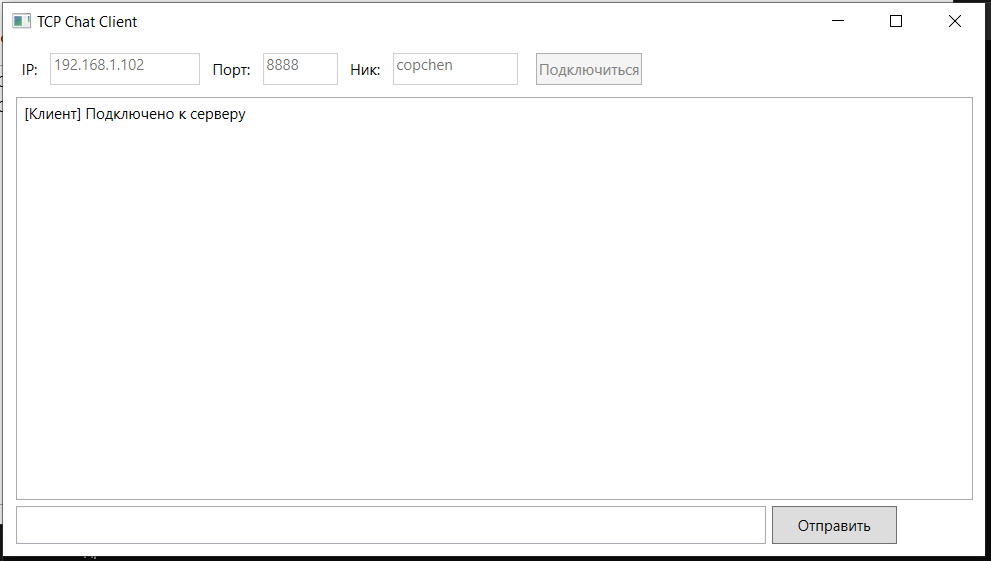 TCP Chat Client
IP: 192.168.1.102 Порт: 8888 Ник: copchen Подключиться
[Клиент] Подключено к серверу
Отправить